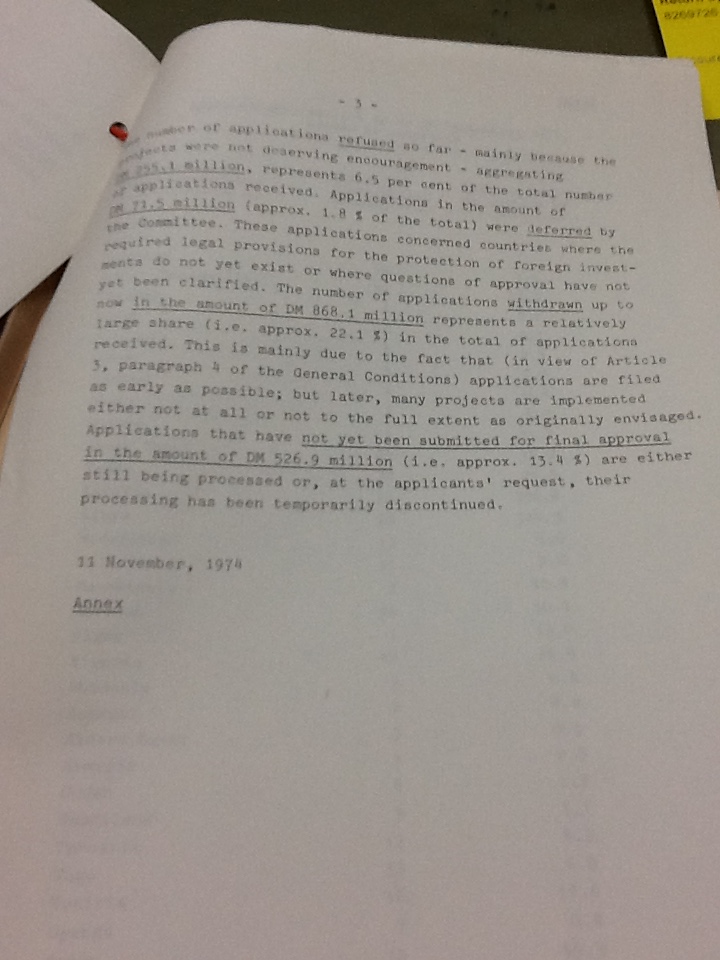 - 3 -
number of applications refused so far - mainly because the
projects were not deserving encouragement - aggregating
DM 255.1 million, represents 6.5 per cent of the total number
of applications received. Applications in the amount of
DM 71.5 million (approx. 1.8 % of the total) were deferred by
the Committee. These applications concerned countries where the
required legal provisions for the protection of foreign invest-
ments do not yet exist or where questions of approval have not
yet been clarified. The number of applications withdrawn up to
now in the amount of DM 868.1 million represents a relatively
large share (i.e. approx. 22.1 %) in the total of applications
received. This is mainly due to the fact that (in view of Article
3, paragraph 4 of the General Conditions) applications are filed
as early as possible; but later, many projects are implemented
either not at all or not to the full extent as originally envisaged.
Applications that have not yet been submitted for final approval
in the amount of DM 526.9 million (i.e. approx. 13.4 %) are either
still being processed or, at the applicants' request, their
processing has been temporarily discontinued.
11 November, 1974
Annex
8269726